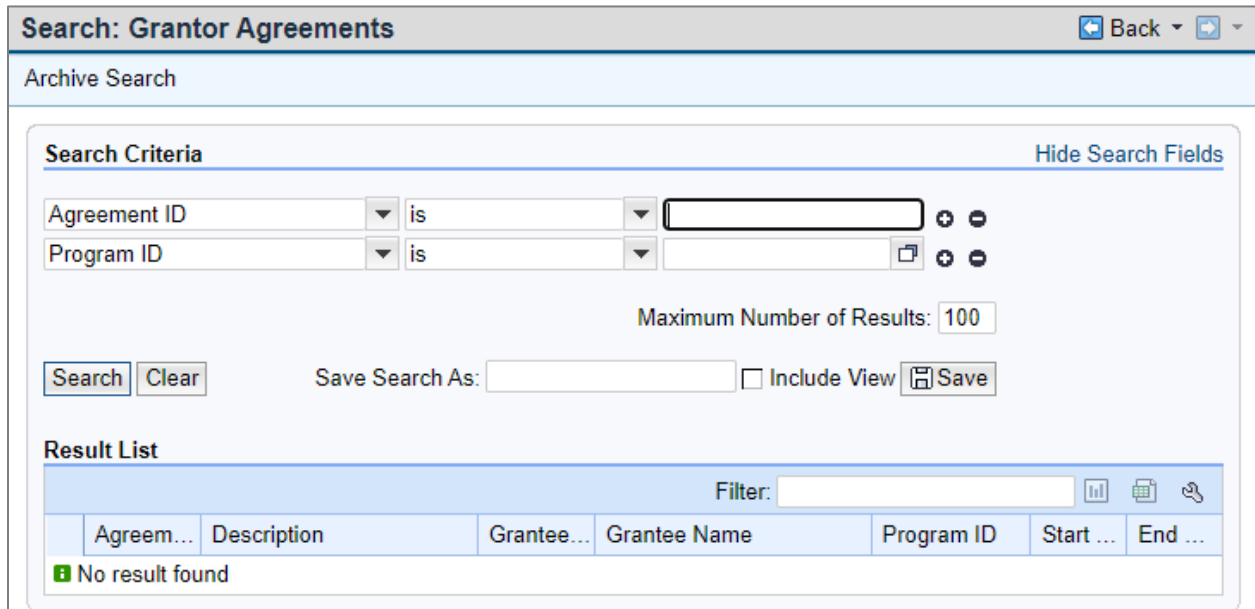 Search: Grantor Agreements Back
Archive Search
Search Criteria Hide Search Fields
Agreement ID is
Program ID is
Maximum Number of Results: 100
Search Clear Save Search As: Include View Save
Result List
Filter:
Agreem... Description Grantee... Grantee Name Program ID Start ... End ...
No result found